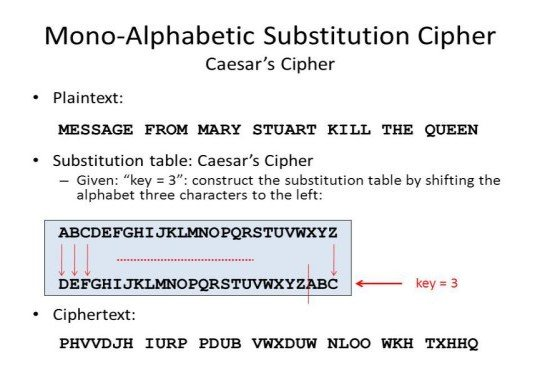 Mono-Alphabetic Substitution Cipher
Caesar's Cipher
• Plaintext:
MESSAGE FROM MARY STUART KILL THE QUEEN
• Substitution table: Caesar's Cipher
– Given: "key = 3": construct the substitution table by shifting the
alphabet three characters to the left:
ABCDEFGHIJKLMNOPQRSTUVWXYZ
DEFGHIJKLMNOPQRSTUVWXYZABC
key = 3
• Ciphertext:
PHVVDJH IURP PDUB VWXDUW NLOO WKH TXHHQ